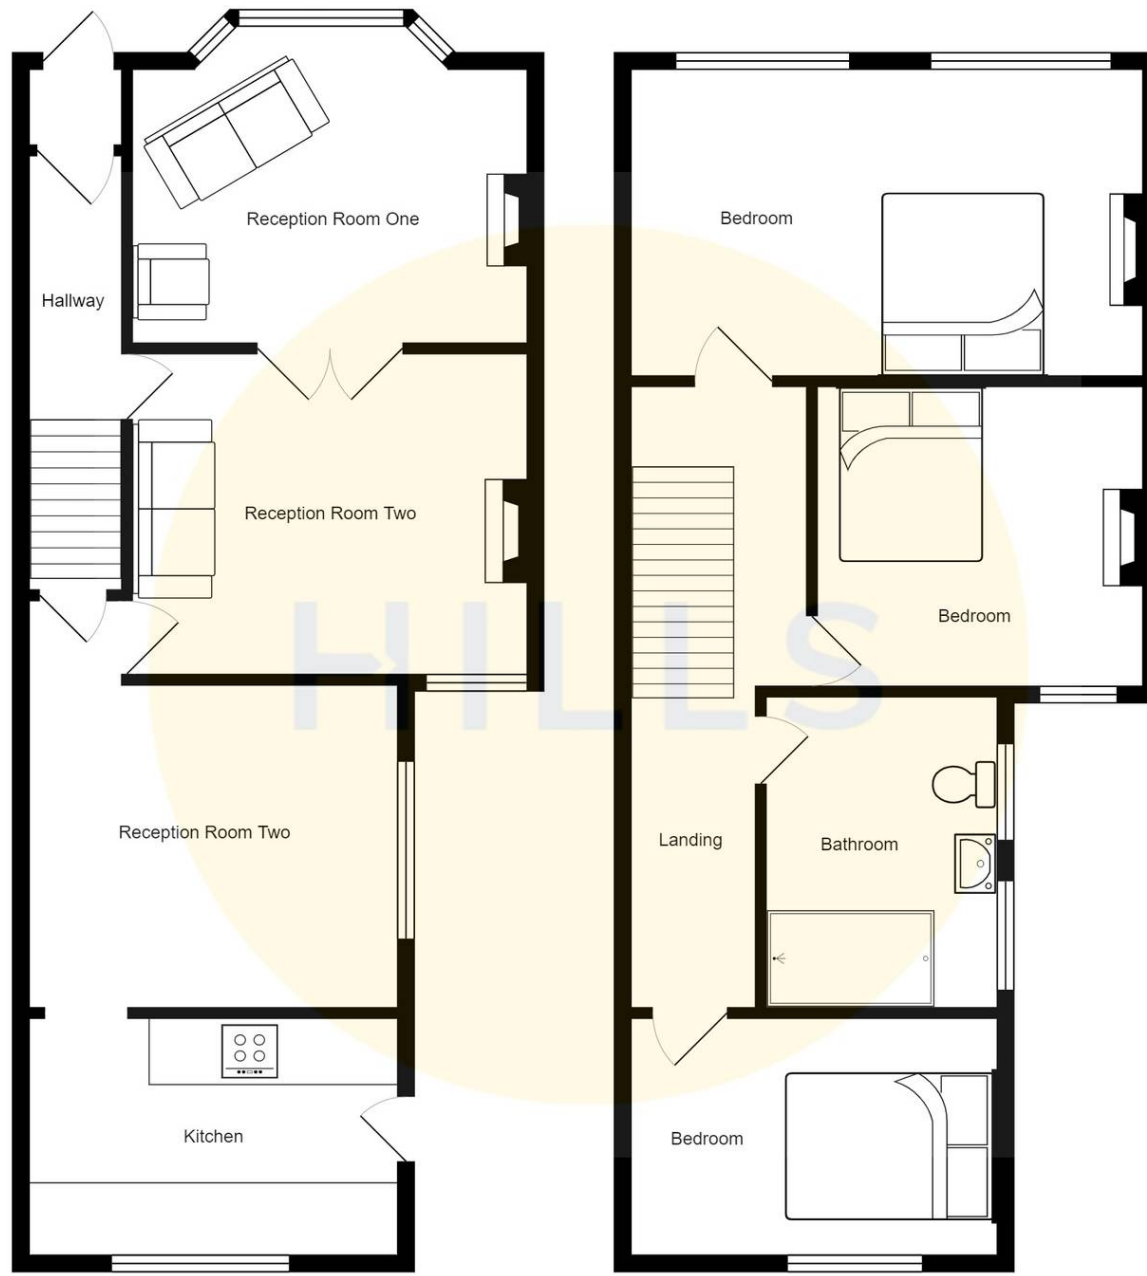 Reception Room One
Hallway
Reception Room Two
Reception Room Two
Kitchen
Bedroom
Bedroom
Landing
Bathroom
Bedroom
HILLS